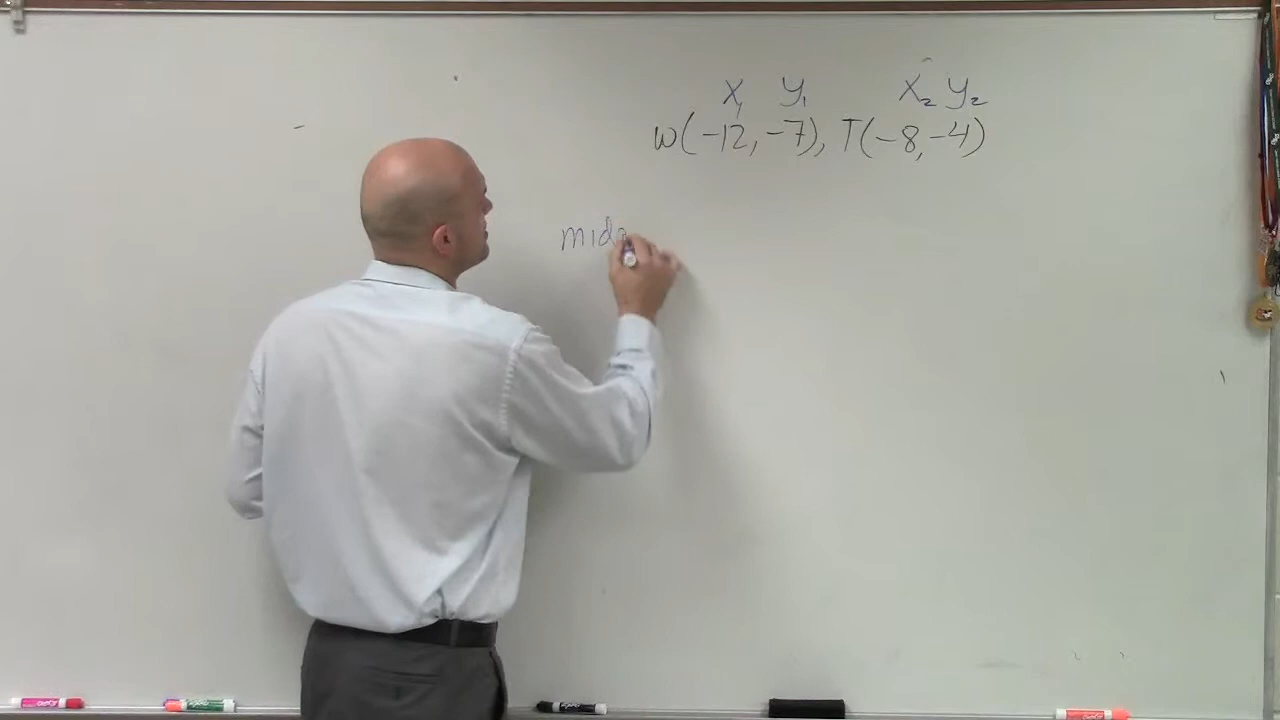 x₁ y₁ x₂ y₂
W(-12,-7), T(-8,-4)
mid